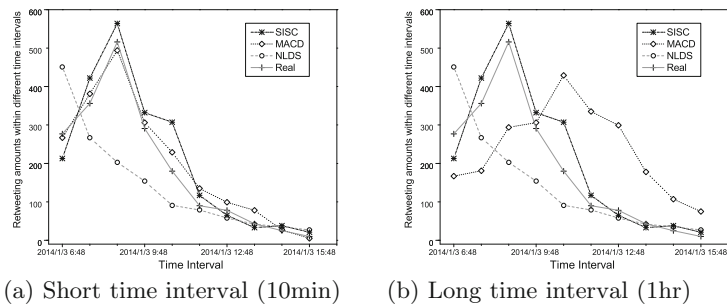 Retweeting amounts within different time intervals
600
500
400
300
200
100
0
SISC
MACD
NLDS
Real
2014/1/3 6:48
2014/1/3 9:48
2014/1/3 12:48
2014/1/3 15:48
Time Interval
(a) Short time interval (10min)
Retweeting amounts within different time intervals
600
500
400
300
200
100
0
SISC
MACD
NLDS
Real
2014/1/3 6:48
2014/1/3 9:48
2014/1/3 12:48
2014/1/3 15:48
Time Interval
(b) Long time interval (1hr)